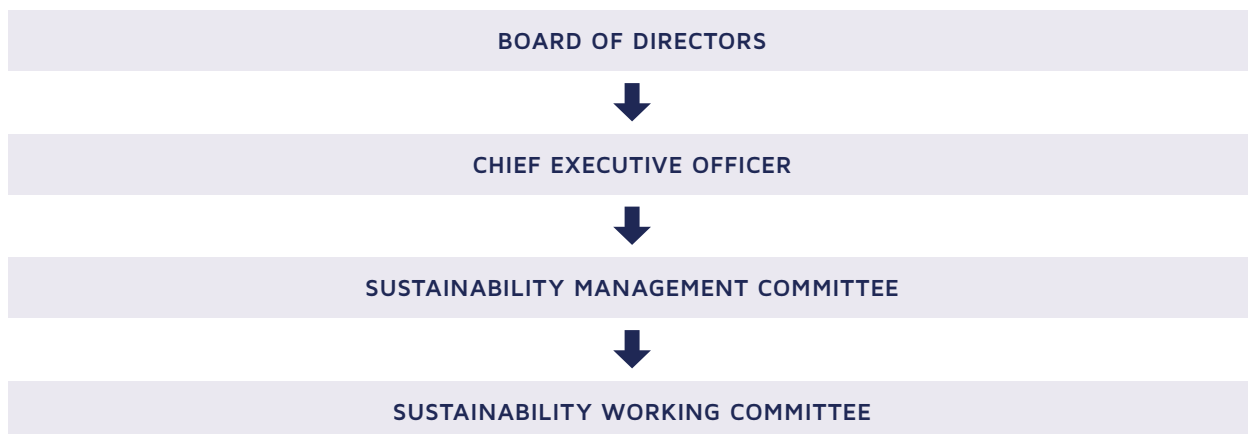 BOARD OF DIRECTORS
CHIEF EXECUTIVE OFFICER
SUSTAINABILITY MANAGEMENT COMMITTEE
SUSTAINABILITY WORKING COMMITTEE